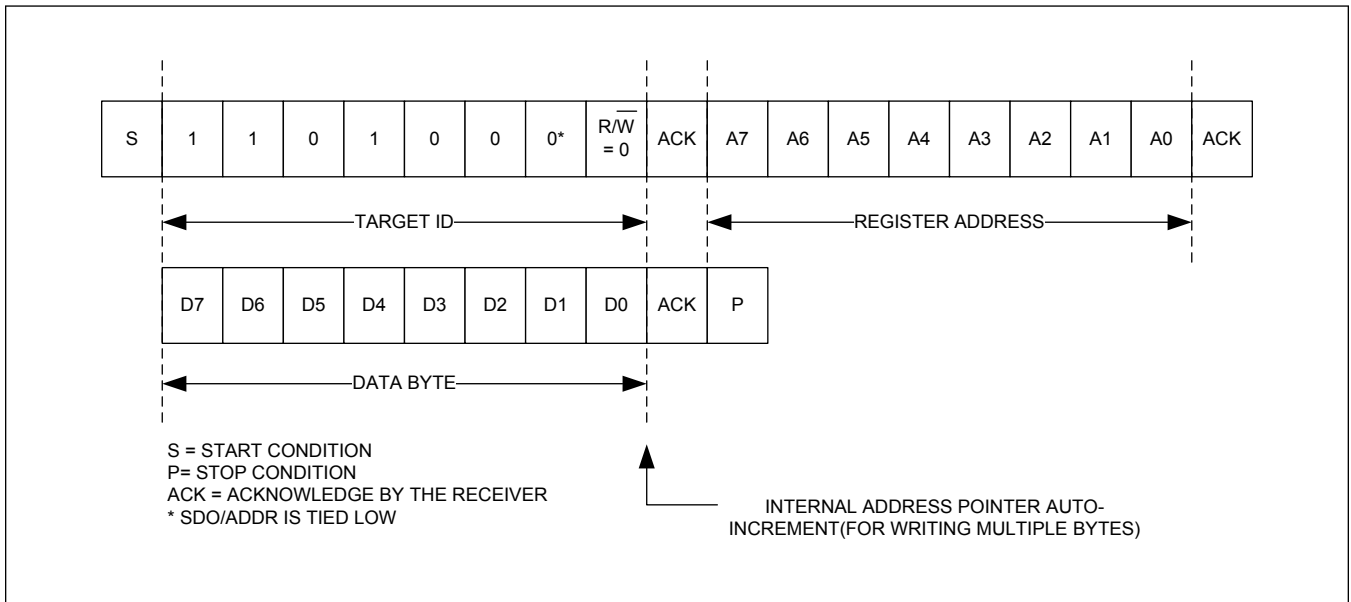 S 1 1 0 1 0 0 0* R/W̅ = 0 ACK A7 A6 A5 A4 A3 A2 A1 A0 ACK
TARGET ID
REGISTER ADDRESS
D7 D6 D5 D4 D3 D2 D1 D0 ACK P
DATA BYTE
S = START CONDITION
P= STOP CONDITION
ACK = ACKNOWLEDGE BY THE RECEIVER
* SDO/ADDR IS TIED LOW
INTERNAL ADDRESS POINTER AUTO-
INCREMENT(FOR WRITING MULTIPLE BYTES)